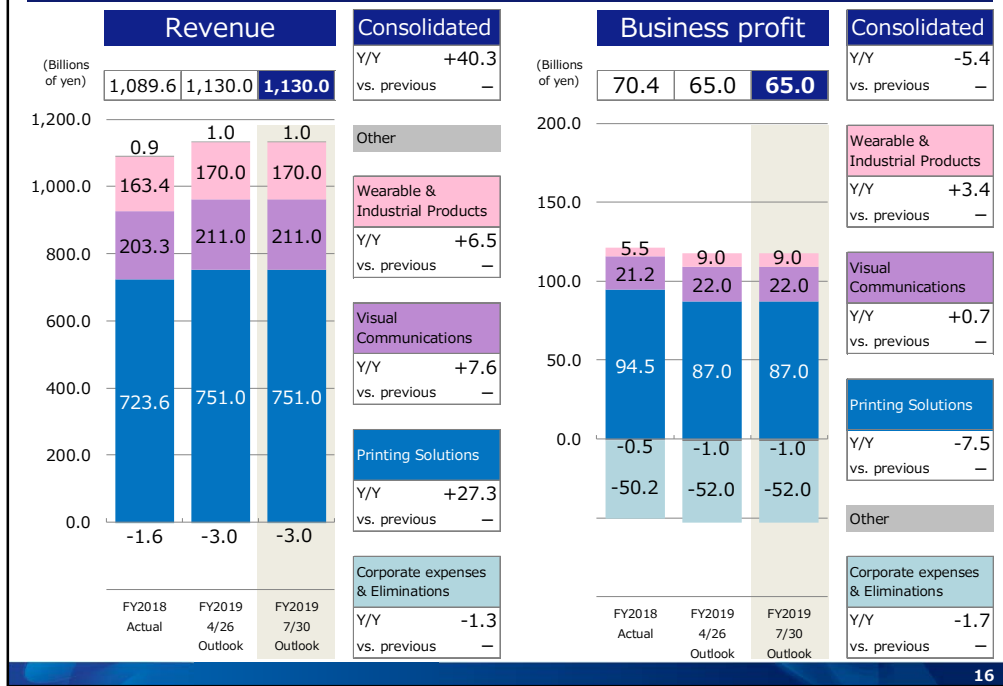 Revenue
(Billions
of yen)
1,089.6 1,130.0 1,130.0
1,200.0
1,000.0
800.0
600.0
400.0
200.0
0.0
0.9 1.0 1.0
163.4 170.0 170.0
203.3 211.0 211.0
723.6 751.0 751.0
-1.6 -3.0 -3.0
FY2018 FY2019 FY2019
Actual 4/26 7/30
Outlook Outlook
Consolidated
Y/Y +40.3
vs. previous –
Other
Wearable &
Industrial Products
Y/Y +6.5
vs. previous –
Visual
Communications
Y/Y +7.6
vs. previous –
Printing Solutions
Y/Y +27.3
vs. previous –
Corporate expenses
& Eliminations
Y/Y -1.3
vs. previous –
Business profit
(Billions
of yen)
70.4 65.0 65.0
200.0
150.0
100.0
50.0
0.0
5.5 9.0 9.0
21.2 22.0 22.0
94.5 87.0 87.0
-0.5 -1.0 -1.0
-50.2 -52.0 -52.0
FY2018 FY2019 FY2019
Actual 4/26 7/30
Outlook Outlook
Consolidated
Y/Y -5.4
vs. previous –
Wearable &
Industrial Products
Y/Y +3.4
vs. previous –
Visual
Communications
Y/Y +0.7
vs. previous –
Printing Solutions
Y/Y -7.5
vs. previous –
Other
Corporate expenses
& Eliminations
Y/Y -1.7
vs. previous –
16